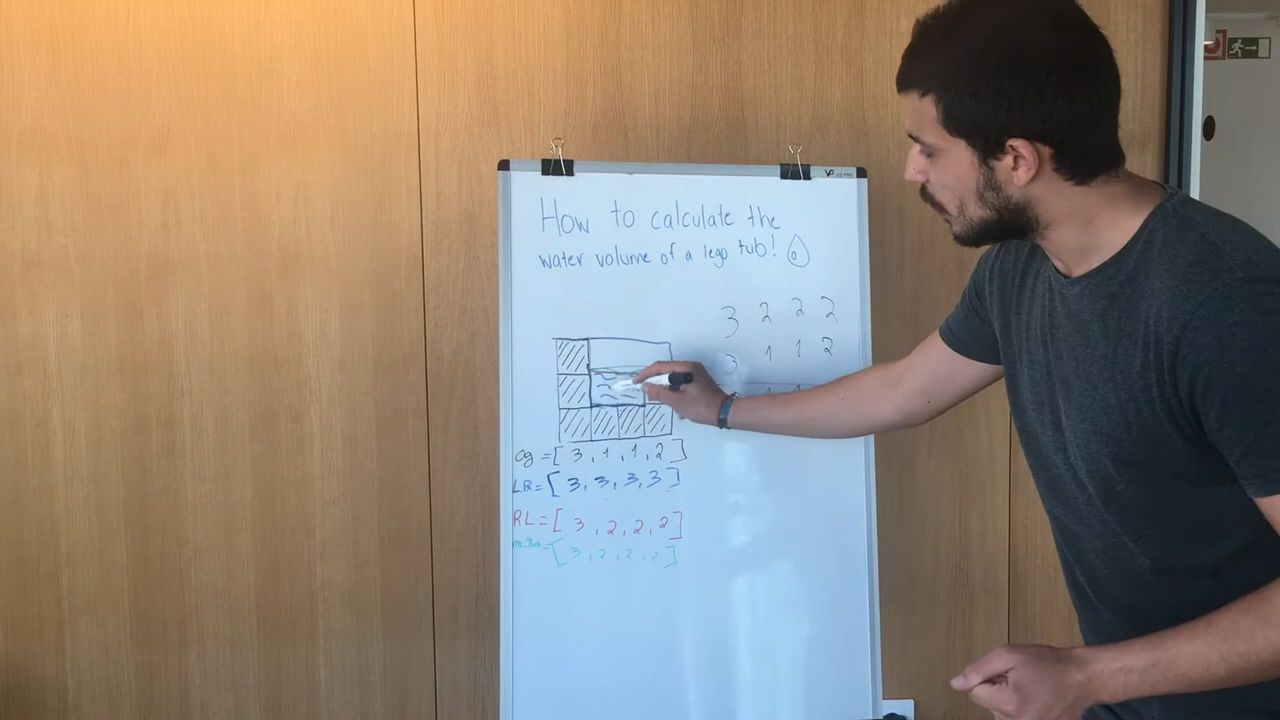 How to calculate the
water volume of a lego tub!
3 2 2 2
3 1 1 2
og = [ 3, 1, 1, 2 ]
LR = [ 3, 3, 3, 3 ]
RL = [ 3, 2, 2, 2 ]
= [ 3, 2, 2, 2 ]